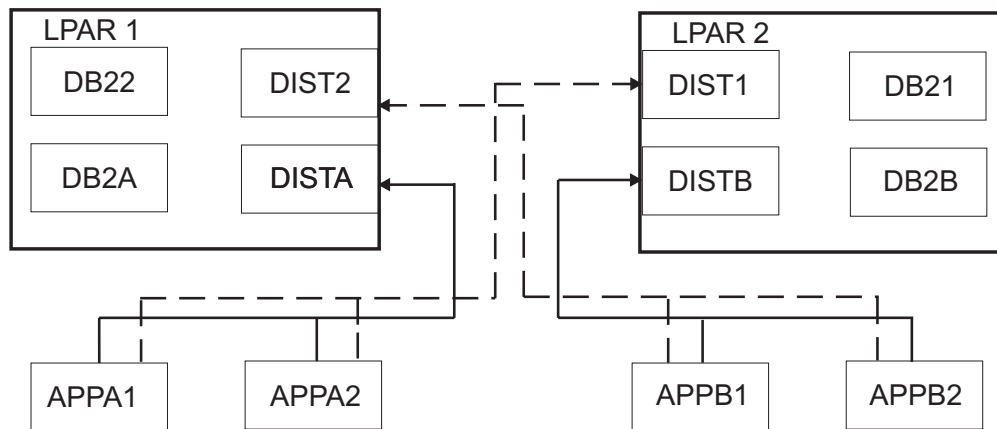 LPAR 1
DB22
DIST2
DB2A
DISTA
LPAR 2
DIST1
DB21
DISTB
DB2B
APPA1
APPA2
APPB1
APPB2